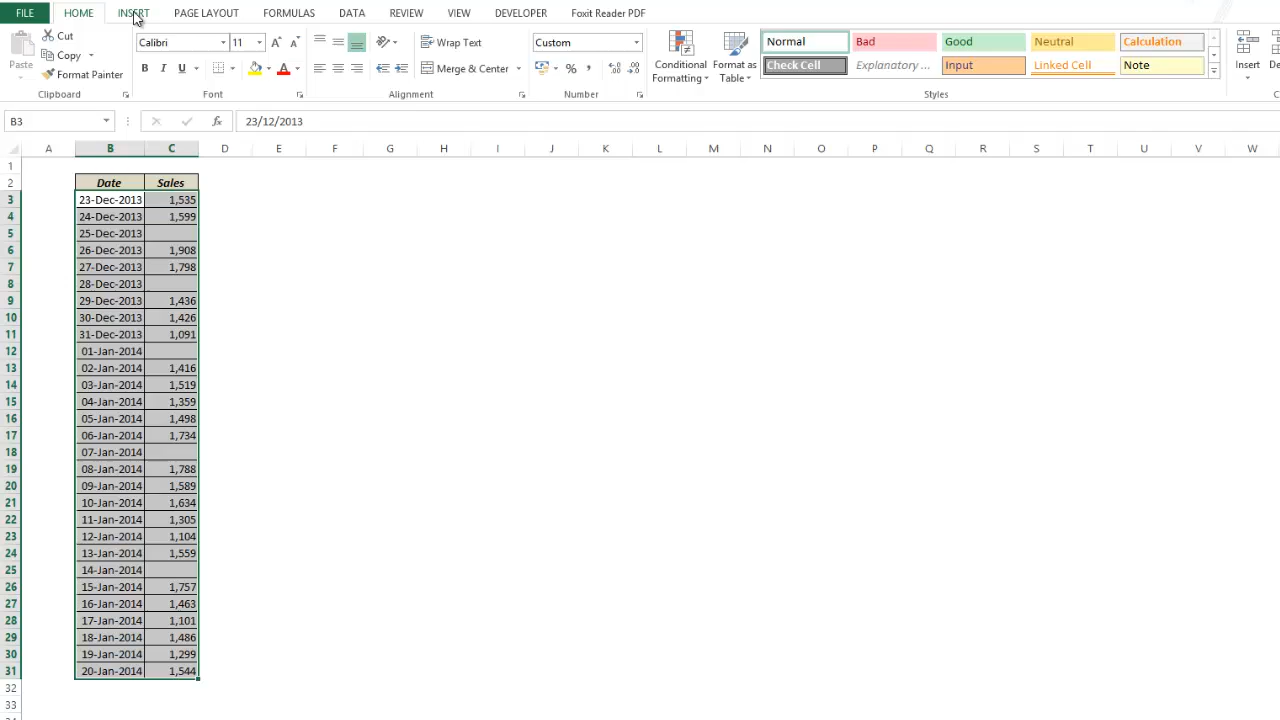 FILE HOME INSERT PAGE LAYOUT FORMULAS DATA REVIEW VIEW DEVELOPER Foxit Reader PDF
Paste
Cut
Copy
Format Painter
Clipboard
Calibri 11
B I U
Font
Wrap Text
Merge & Center
Alignment
Custom
%
Number
Conditional Formatting
Format as Table
Normal Bad Good Neutral Calculation
Check Cell Explanary ... Input Linked Cell Note
Styles
Insert
B3 fx 23/12/2013
A B C D E F G H I J K L M N O P Q R S T U V W
1
2 Date Sales
3 23-Dec-2013 1,535
4 24-Dec-2013 1,599
5 25-Dec-2013
6 26-Dec-2013 1,908
7 27-Dec-2013 1,798
8 28-Dec-2013
9 29-Dec-2013 1,436
10 30-Dec-2013 1,426
11 31-Dec-2013 1,091
12 01-Jan-2014
13 02-Jan-2014 1,416
14 03-Jan-2014 1,519
15 04-Jan-2014 1,359
16 05-Jan-2014 1,498
17 06-Jan-2014 1,734
18 07-Jan-2014
19 08-Jan-2014 1,788
20 09-Jan-2014 1,589
21 10-Jan-2014 1,634
22 11-Jan-2014 1,305
23 12-Jan-2014 1,104
24 13-Jan-2014 1,559
25 14-Jan-2014
26 15-Jan-2014 1,757
27 16-Jan-2014 1,463
28 17-Jan-2014 1,101
29 18-Jan-2014 1,486
30 19-Jan-2014 1,299
31 20-Jan-2014 1,544
32
33